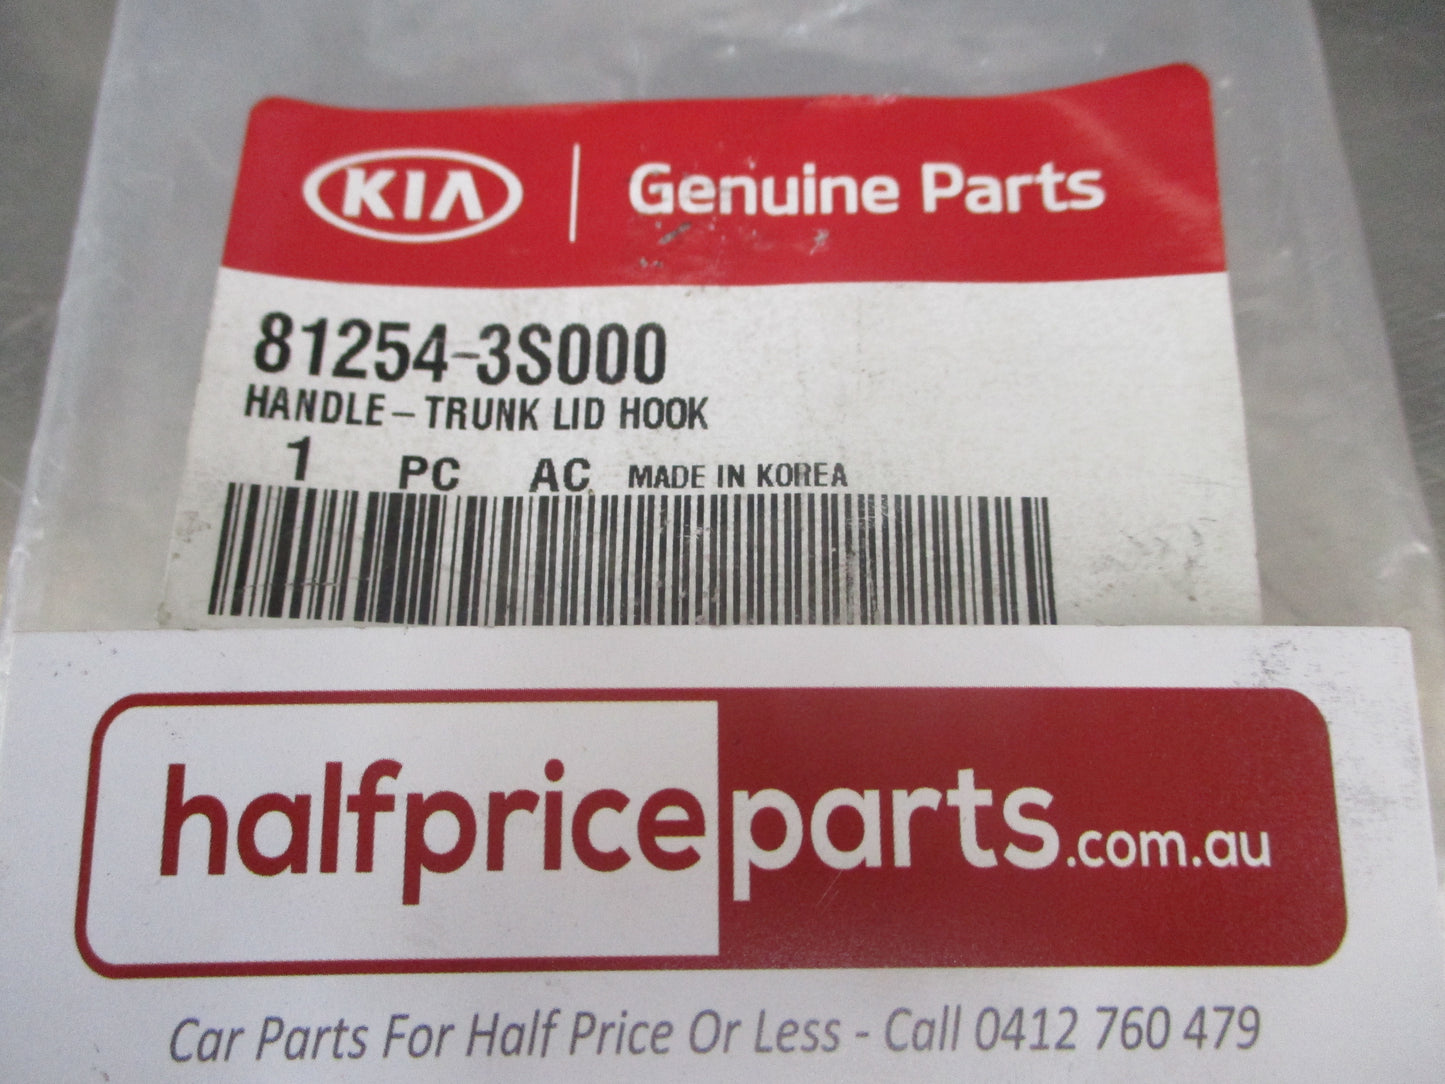 KIA Genuine Parts
81254-3S000
HANDLE-TRUNK LID HOOK
1 PC AC MADE IN KOREA
halfpriceparts.com.au
Car Parts For Half Price Or Less - Call 0412 760 479